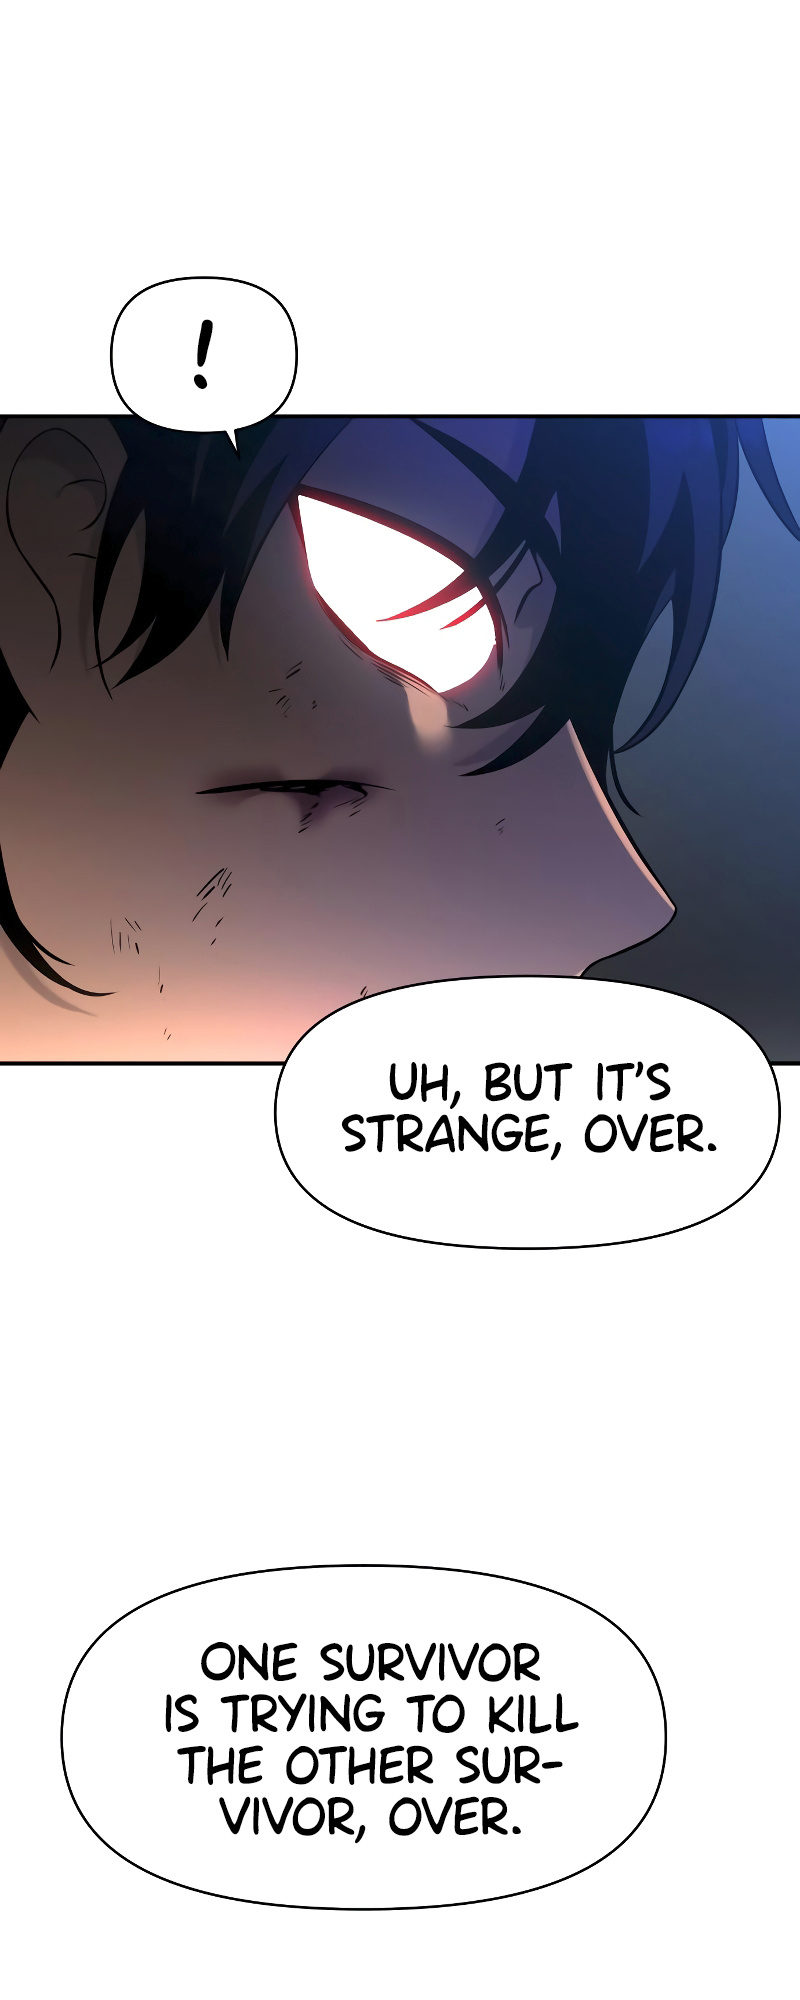 !
UH, BUT IT'S
STRANGE, OVER.
ONE SURVIVOR
IS TRYING TO KILL
THE OTHER SUR-
VIVOR, OVER.